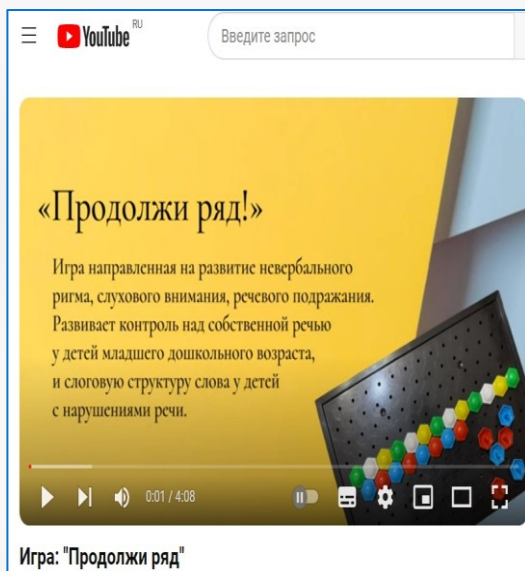 YouTube RU
Введите запрос
«Продолжи ряд!»
Игра направленная на развитие невербального
ригма, слухового внимания, речевого подражания.
Развивает контроль над собственной речью
у детей младшего дошкольного возраста,
и слоговую структуру слова у детей
с нарушениями речи.
0:01 / 4:08
Игра: "Продолжи ряд"